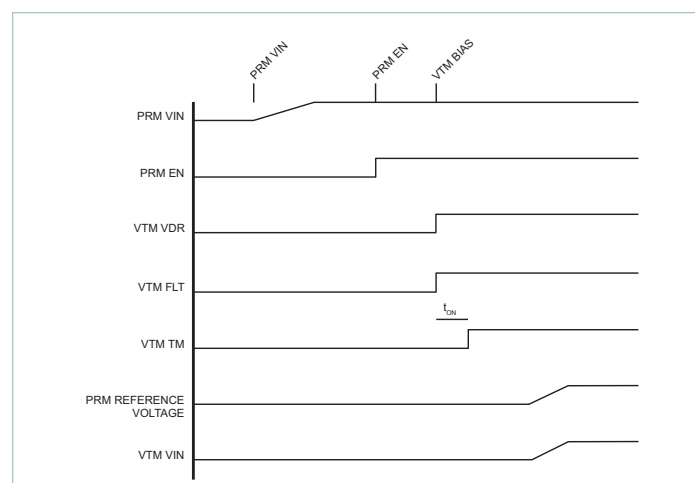 PRM VIN
PRM EN
VTM BIAS
PRM VIN
PRM EN
VTM VDR
VTM FLT
tON
VTM TM
PRM REFERENCE
VOLTAGE
VTM VIN